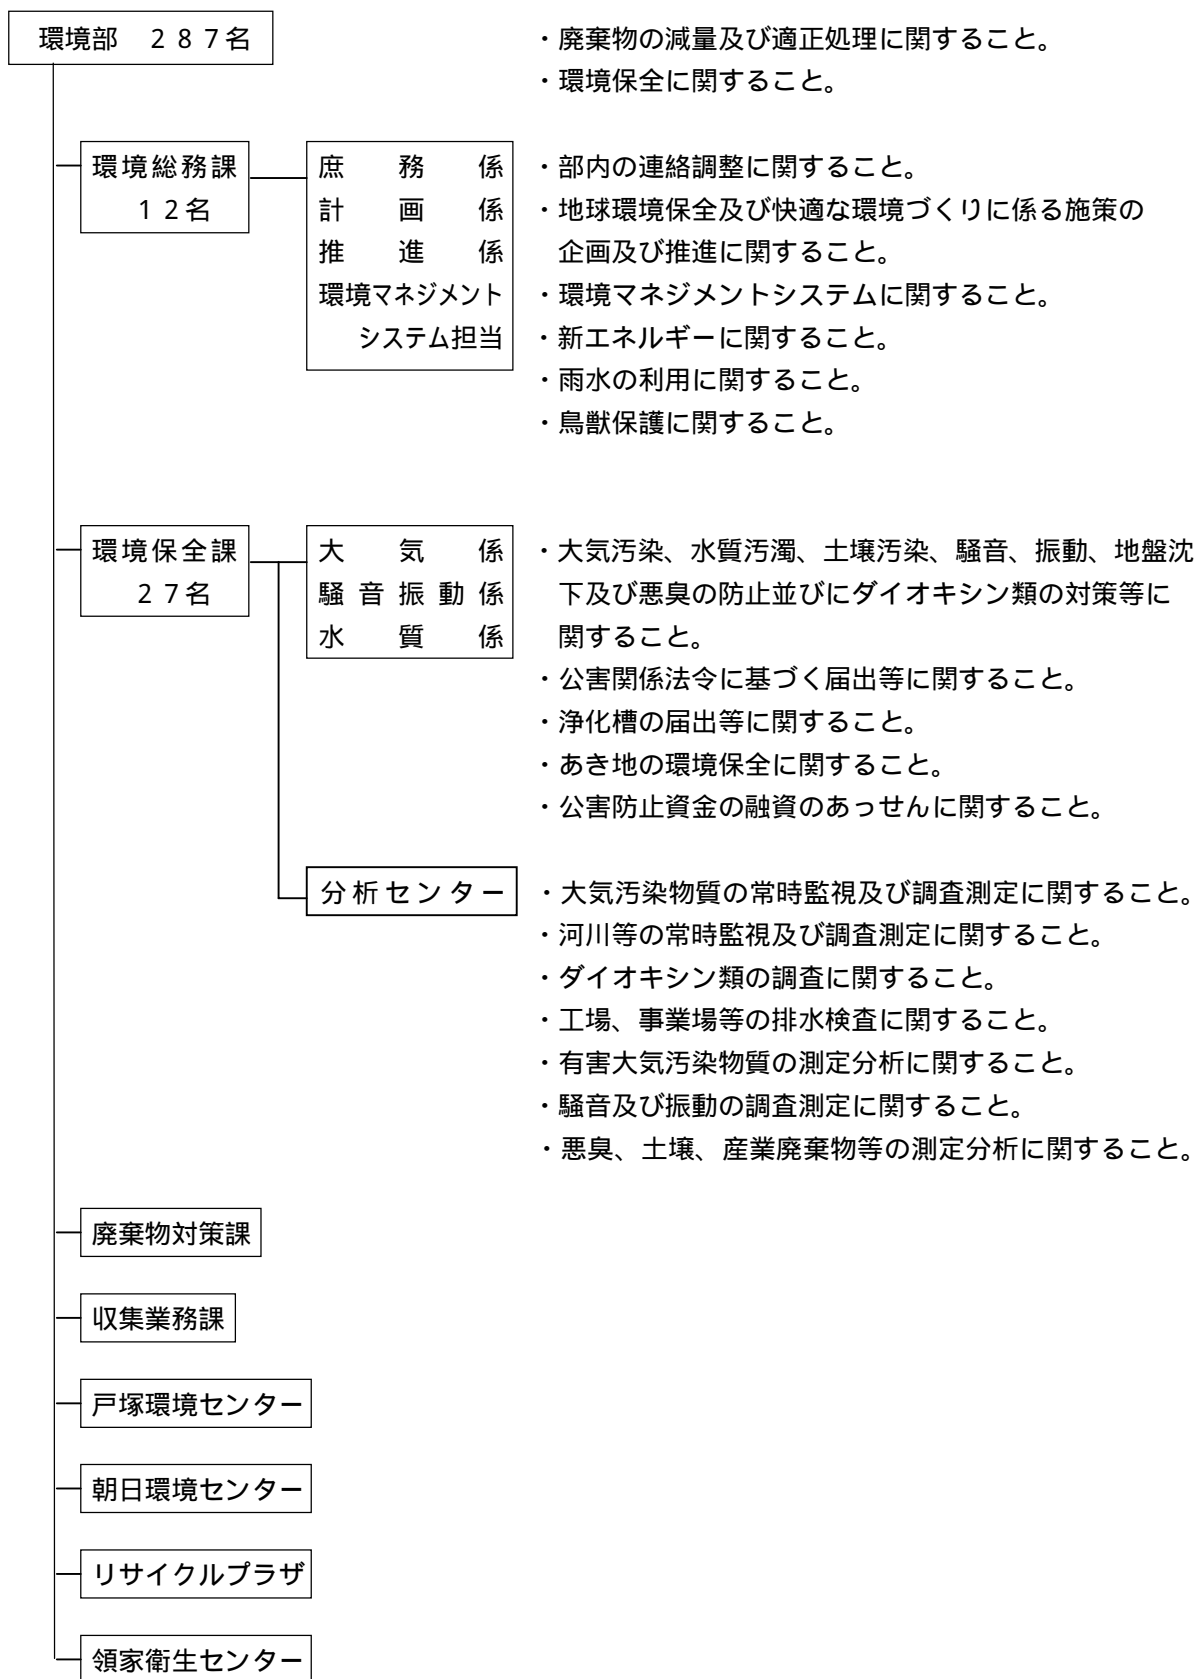 環境部　２８７名
・廃棄物の減量及び適正処理に関すること。
・環境保全に関すること。
環境総務課
１２名
庶務係
計画係
推進係
環境マネジメント
システム担当
・部内の連絡調整に関すること。
・地球環境保全及び快適な環境づくりに係る施策の
企画及び推進に関すること。
・環境マネジメントシステムに関すること。
・新エネルギーに関すること。
・雨水の利用に関すること。
・鳥獣保護に関すること。
環境保全課
２７名
大気係
騒音振動係
水質係
・大気汚染、水質汚濁、土壌汚染、騒音、振動、地盤沈
下及び悪臭の防止並びにダイオキシン類の対策等に
関すること。
・公害関係法令に基づく届出等に関すること。
・浄化槽の届出等に関すること。
・あき地の環境保全に関すること。
・公害防止資金の融資のあっせんに関すること。
分析センター
・大気汚染物質の常時監視及び調査測定に関すること。
・河川等の常時監視及び調査測定に関すること。
・ダイオキシン類の調査に関すること。
・工場、事業場等の排水検査に関すること。
・有害大気汚染物質の測定分析に関すること。
・騒音及び振動の調査測定に関すること。
・悪臭、土壌、産業廃棄物等の測定分析に関すること。
廃棄物対策課
収集業務課
戸塚環境センター
朝日環境センター
リサイクルプラザ
領家衛生センター